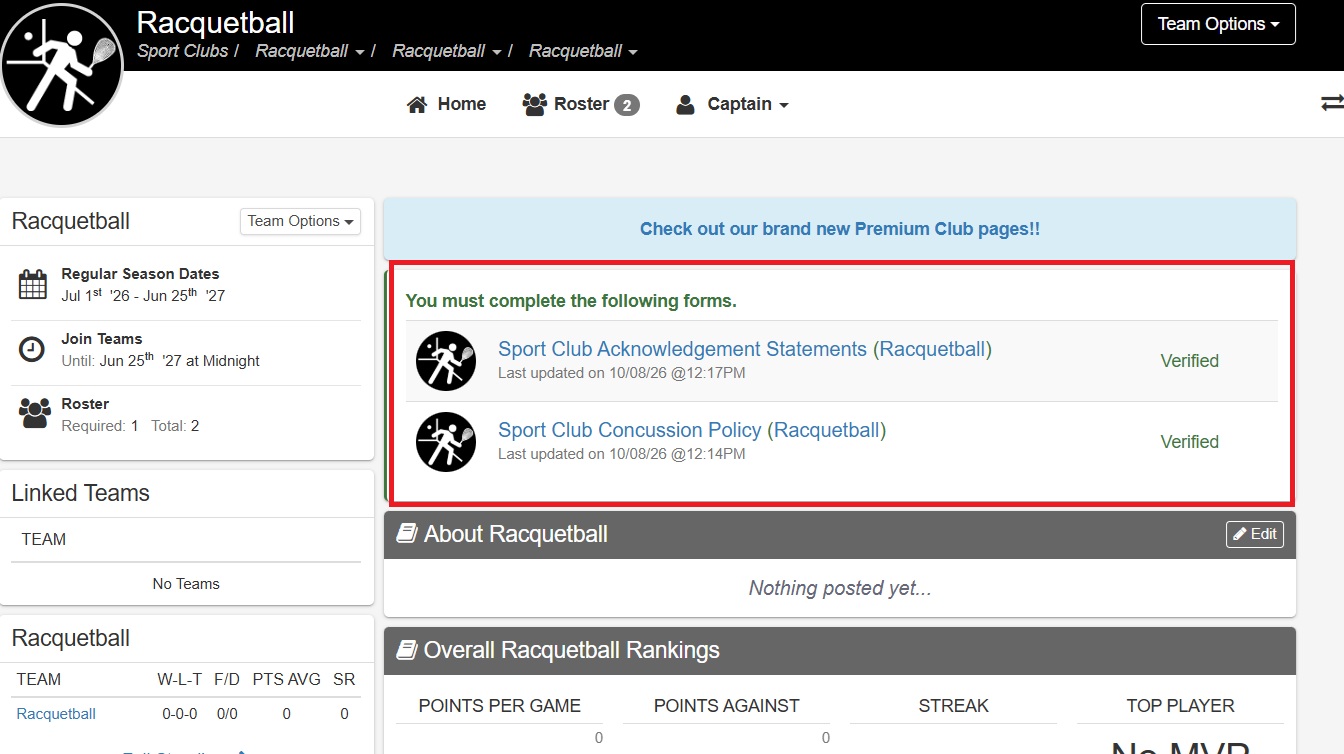 Racquetball
Sport Clubs / Racquetball / Racquetball / Racquetball
Team Options
Home Roster 2 Captain
Racquetball
Team Options
Regular Season Dates
Jul 1st '26 - Jun 25th '27
Join Teams
Until: Jun 25th '27 at Midnight
Roster
Required: 1 Total: 2
Linked Teams
TEAM
No Teams
Racquetball
TEAM W-L-T F/D PTS AVG SR
Racquetball 0-0-0 0/0 0 0
Check out our brand new Premium Club pages!!
You must complete the following forms.
Sport Club Acknowledgement Statements (Racquetball)
Last updated on 10/08/26 @12:17PM
Verified
Sport Club Concussion Policy (Racquetball)
Last updated on 10/08/26 @12:14PM
Verified
About Racquetball
Edit
Nothing posted yet...
Overall Racquetball Rankings
POINTS PER GAME POINTS AGAINST STREAK TOP PLAYER
0 0
No MVP